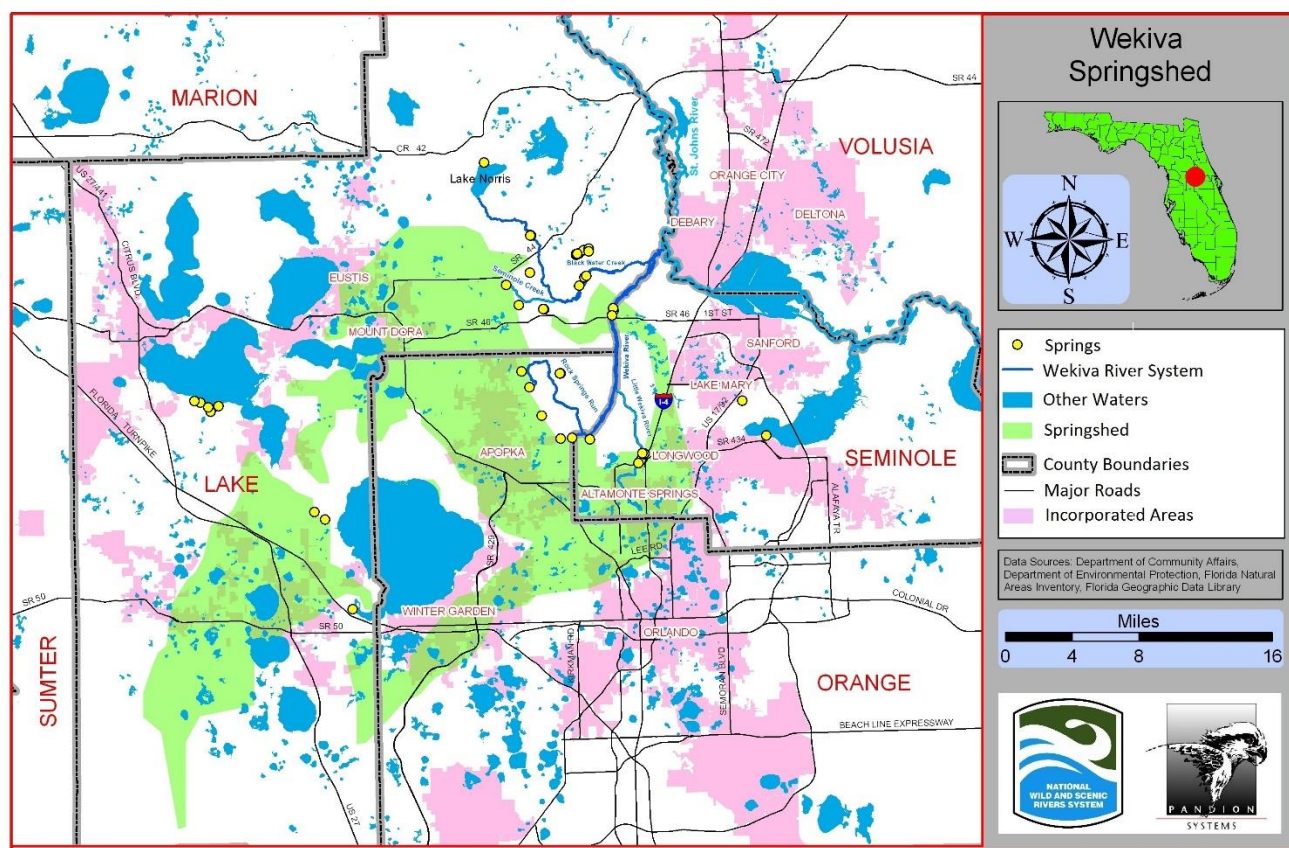 MARION
VOLUSIA
LAKE
SEMINOLE
SUMTER
ORANGE
SR 44
CR 42
SR 472
ORANGE CITY
St. Johns River
DEBARY
DELTONA
Lake Norris
US 27/441
CITRUS BLVD
SR 44
Black Water Creek
Seminole Creek
EUSTIS
MOUNT DORA
SR 46
SR 46
1ST ST
SANFORD
Wekiva River
Rock Springs Run
Little Wekiva River
LAKE MARY
I-4
US 17/92
FLORIDA TURNPIKE
SR 434
APOPKA
LONGWOOD
ALTAMONTE SPRINGS
ALAFAYA TR
LEE RD
SR 429
SR 50
SR 50
WINTER GARDEN
COLONIAL DR
ORLANDO
KIRKMAN RD
SEMORAN BLVD
BEACH LINE EXPRESSWAY
US 27
Wekiva
Springshed
N
W E
S
Springs
Wekiva River System
Other Waters
Springshed
County Boundaries
Major Roads
Incorporated Areas
Data Sources: Department of Community Affairs,
Department of Environmental Protection, Florida Natural
Areas Inventory, Florida Geographic Data Library
Miles
0 4 8 16
NATIONAL
WILD AND SCENIC
RIVERS SYSTEM
PANDION
SYSTEMS